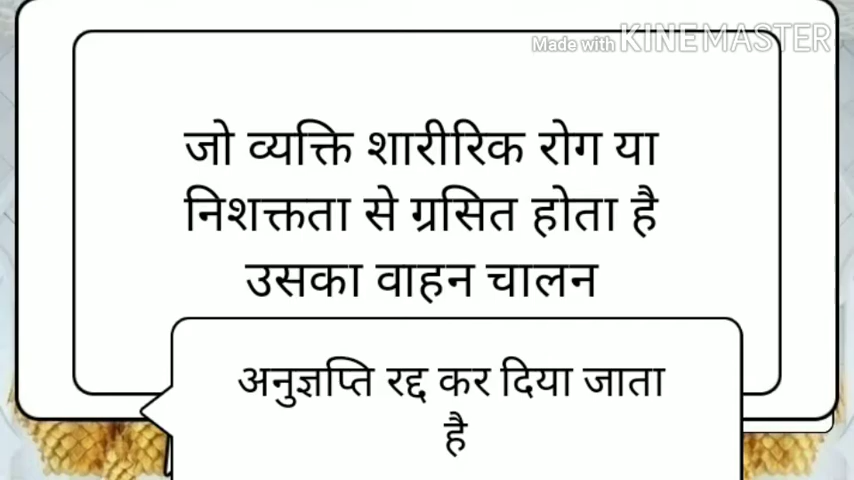 Made with KINEMASTER
जो व्यक्ति शारीरिक रोग या
निशक्तता से ग्रसित होता है
उसका वाहन चालन
अनुज्ञप्ति रद्द कर दिया जाता
है